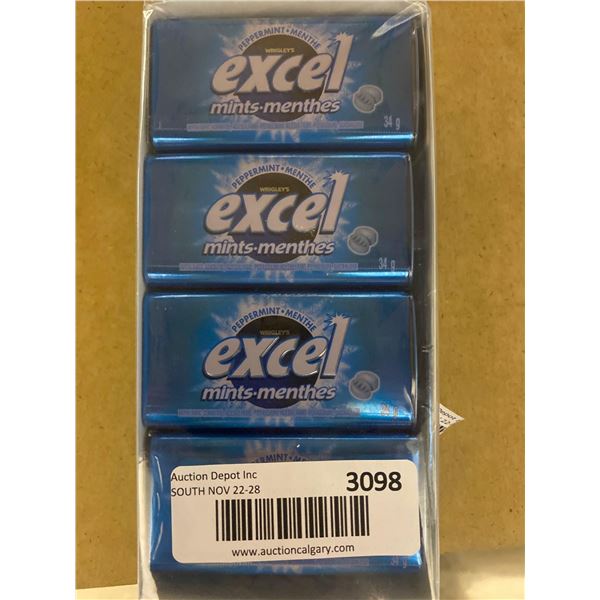 PEPPERMINT • MENTHE
WRIGLEY'S
excel
mints·menthes
34 g
PEPPERMINT • MENTHE
WRIGLEY'S
excel
mints·menthes
34 g
PEPPERMINT • MENTHE
WRIGLEY'S
excel
mints·menthes
34 g
Auction Depot Inc
SOUTH NOV 22-28
3098
www.auctioncalgary.com
34 g